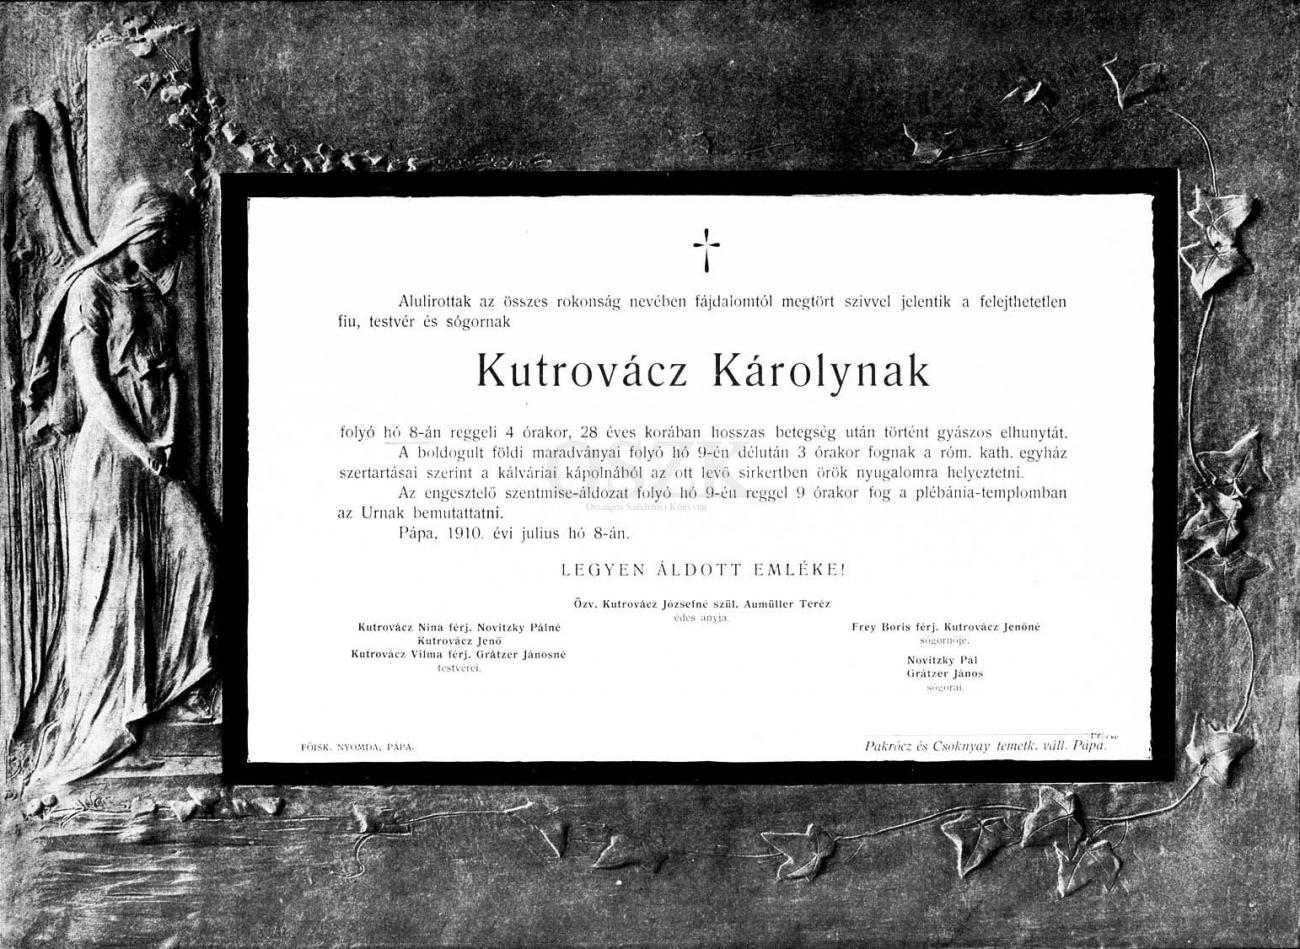 Alulirottak az összes rokonság nevében fájdalomtól megtört szivvel jelentik a felejthetetlen
fiu, testvér és sógornak
Kutrovácz Károlynak
folyó hó 8-án reggeli 4 órakor, 28 éves korában hosszas betegség után történt gyászos elhunytát.
A boldogult földi maradványai folyó hó 9-én délután 3 órakor fognak a róm. kath. egyház
szertartásai szerint a kálváriai kápolnából az ott levő sirkertben örök nyugalomra helyeztetni.
Az engesztelő szentmise-áldozat folyó hó 9-én reggel 9 órakor fog a plébánia-templomban
OSZK
Országos Széchényi Könyvtár
az Urnak bemutattatni.
Pápa, 1910. évi julius hó 8-án.
LEGYEN ÁLDOTT EMLÉKE!
Özv. Kutrovácz Józsefné szül. Aumüller Teréz
édes anyja.
Kutrovácz Nina férj. Novitzky Pálné
Kutrovácz Jenő
Kutrovácz Vilma férj. Grátzer Jánosné
testvérei.
Frey Boris férj. Kutrovácz Jenőné
sógornője.
Novitzky Pál
Grátzer János
sógorai.
FŐISK. NYOMDA, PÁPA.
Pakrócz és Csoknyay temetk. váll. Pápa.